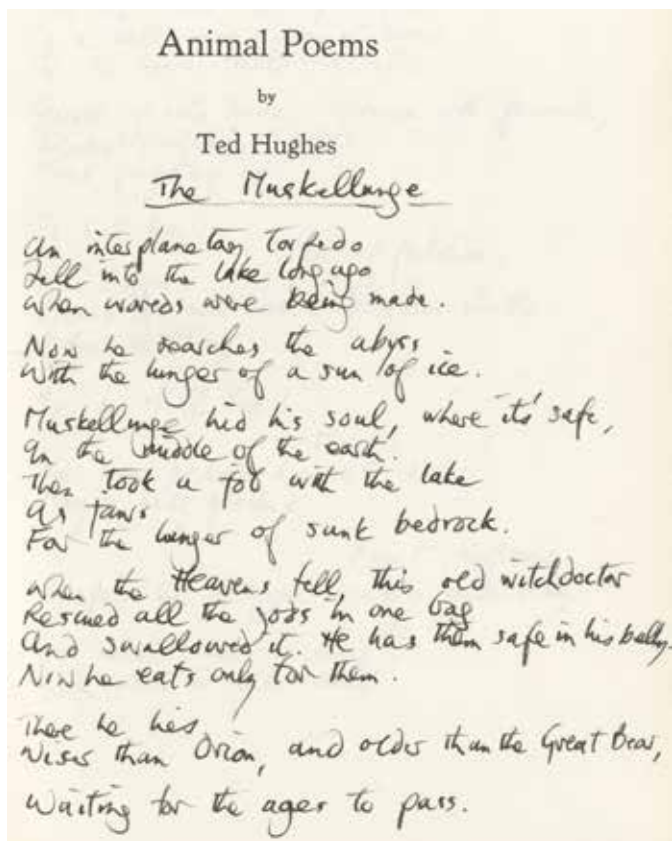 Animal Poems
by
Ted Hughes
The Muskellunge
An interplanetary torpedo
Fell into the lake long ago
When words were being made.
Now he searches the abyss
With the hunger of a sun of ice.
Muskellunge hid his soul, where it's safe,
In the middle of the earth.
Then took a job with the lake
As jaws
For the hunger of sunk bedrock.
When the Heavens fell, this old witchdoctor
Rescued all the gods in one bag
And swallowed it. He has them safe in his belly.
Now he eats only for them.
There he lies
Wiser than Orion, and older than the Great Bear,
Waiting for the ages to pass.